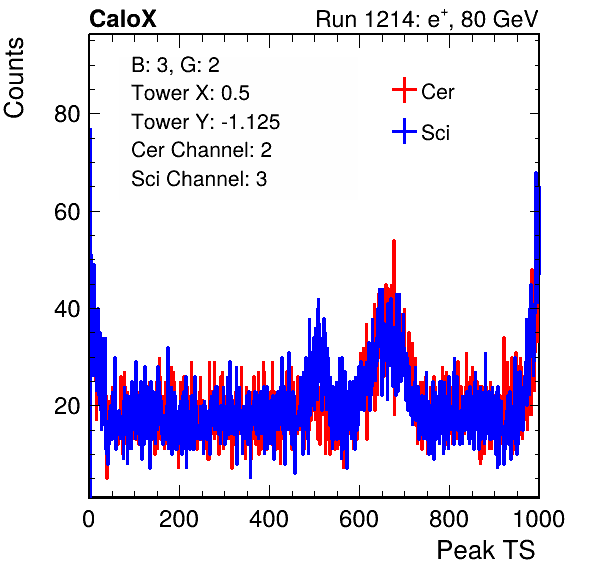 CaloX Run 1214: e+, 80 GeV
Counts
B: 3, G: 2
Tower X: 0.5
Tower Y: -1.125
Cer Channel: 2
Sci Channel: 3
Cer
Sci
80
60
40
20
0 200 400 600 800 1000
Peak TS